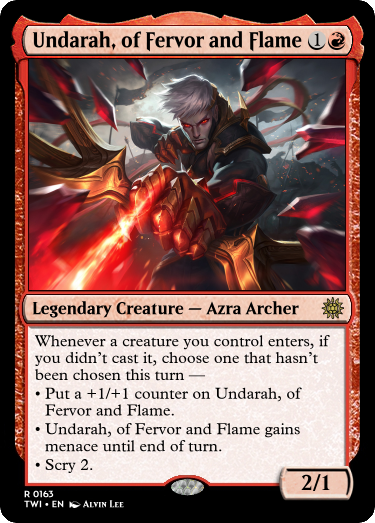 Undarah, of Fervor and Flame 1
Legendary Creature — Azra Archer
Whenever a creature you control enters, if
you didn't cast it, choose one that hasn't
been chosen this turn —
• Put a +1/+1 counter on Undarah, of
Fervor and Flame.
• Undarah, of Fervor and Flame gains
menace until end of turn.
• Scry 2.
2/1
R 0163
TWI • EN Alvin Lee